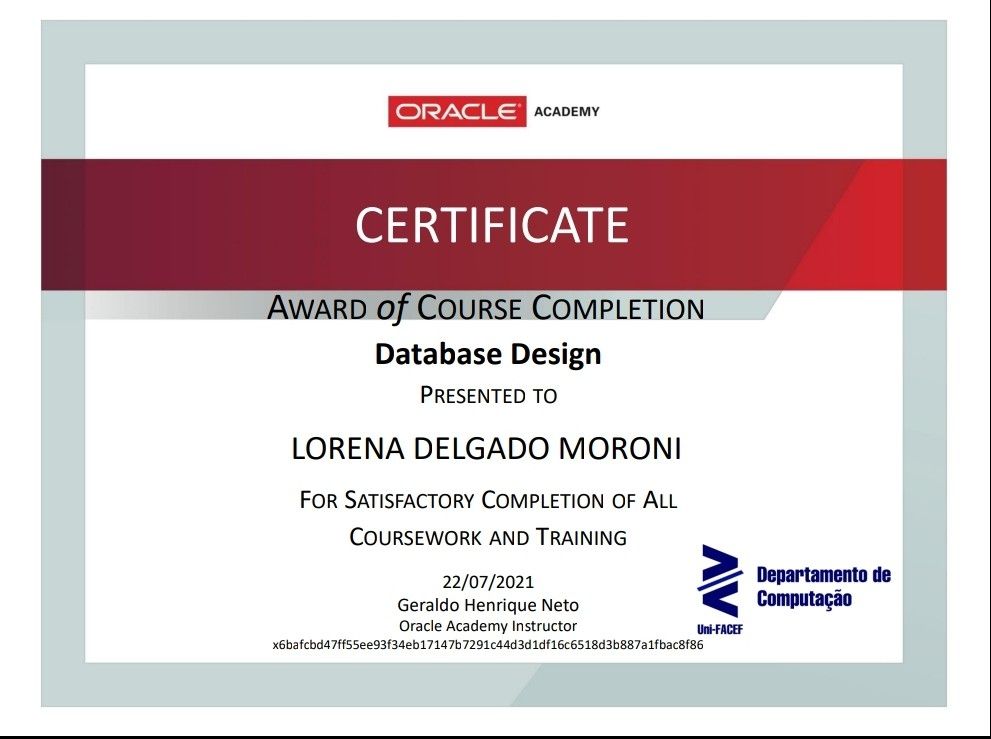 ORACLE ACADEMY
CERTIFICATE
AWARD of COURSE COMPLETION
Database Design
PRESENTED TO
LORENA DELGADO MORONI
FOR SATISFACTORY COMPLETION OF ALL
COURSEWORK AND TRAINING
22/07/2021
Geraldo Henrique Neto
Oracle Academy Instructor
x6bafcbd47ff55ee93f34eb17147b7291c44d3d1df16c6518d3b887a1fbac8f86
Departamento de
Computação
Uni-FACEF